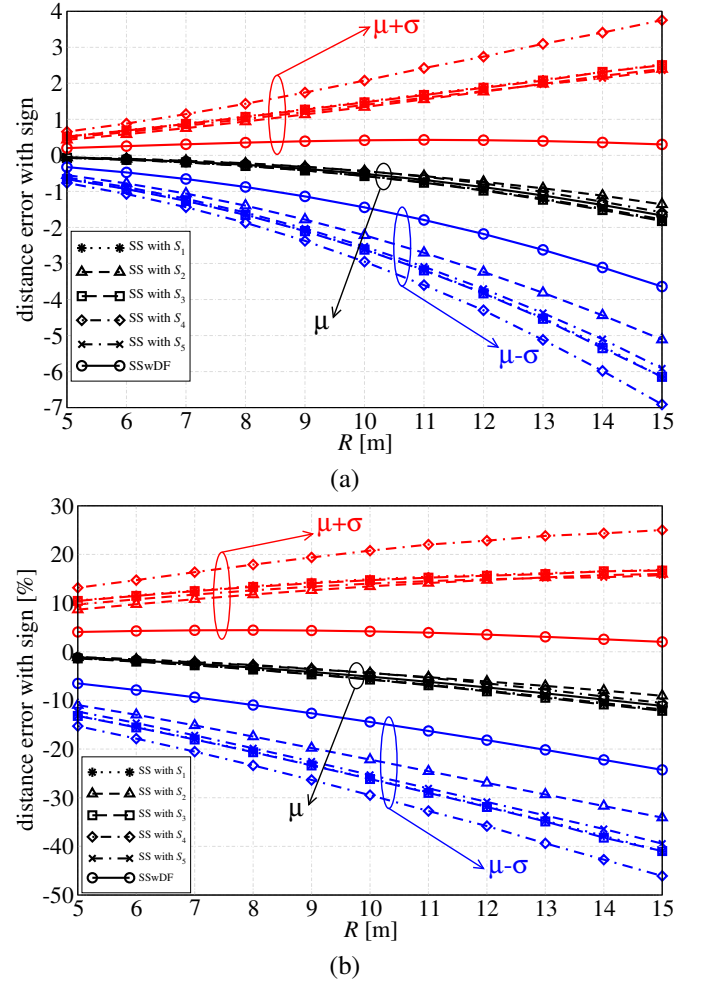 4
3
2
1
0
-1
-2
-3
-4
-5
-6
-7
distance error with sign
μ+σ
μ
μ-σ
SS with S1
SS with S2
SS with S3
SS with S4
SS with S5
SSwDF
5 6 7 8 9 10 11 12 13 14 15
R [m]
(a)
30
20
10
0
-10
-20
-30
-40
-50
distance error with sign [%]
μ+σ
μ
μ-σ
SS with S1
SS with S2
SS with S3
SS with S4
SS with S5
SSwDF
5 6 7 8 9 10 11 12 13 14 15
R [m]
(b)